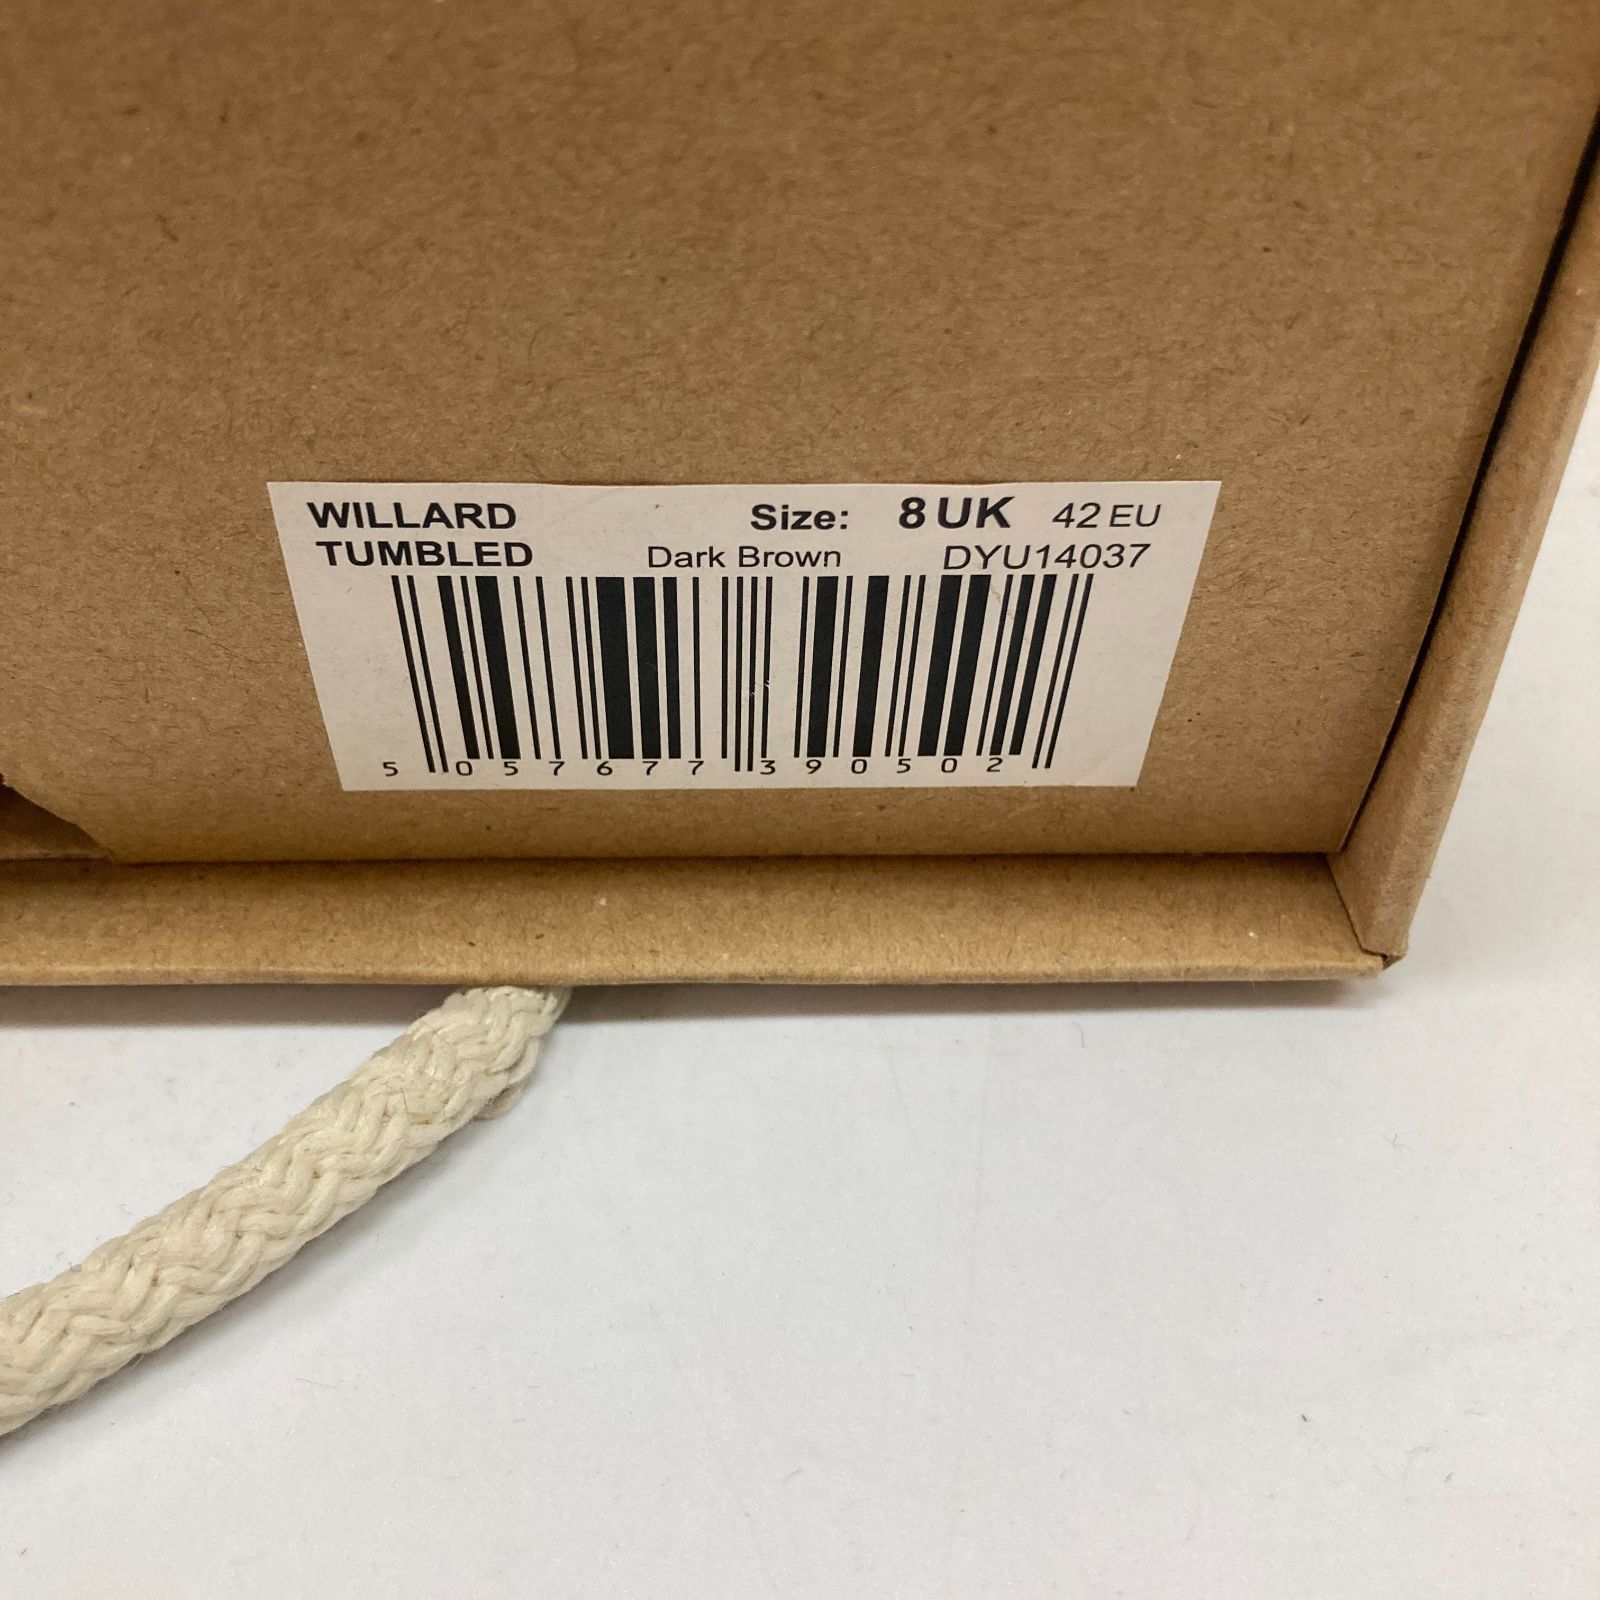 WILLARD Size: 8 UK 42 EU
TUMBLED Dark Brown DYU14037
5 057677 390502